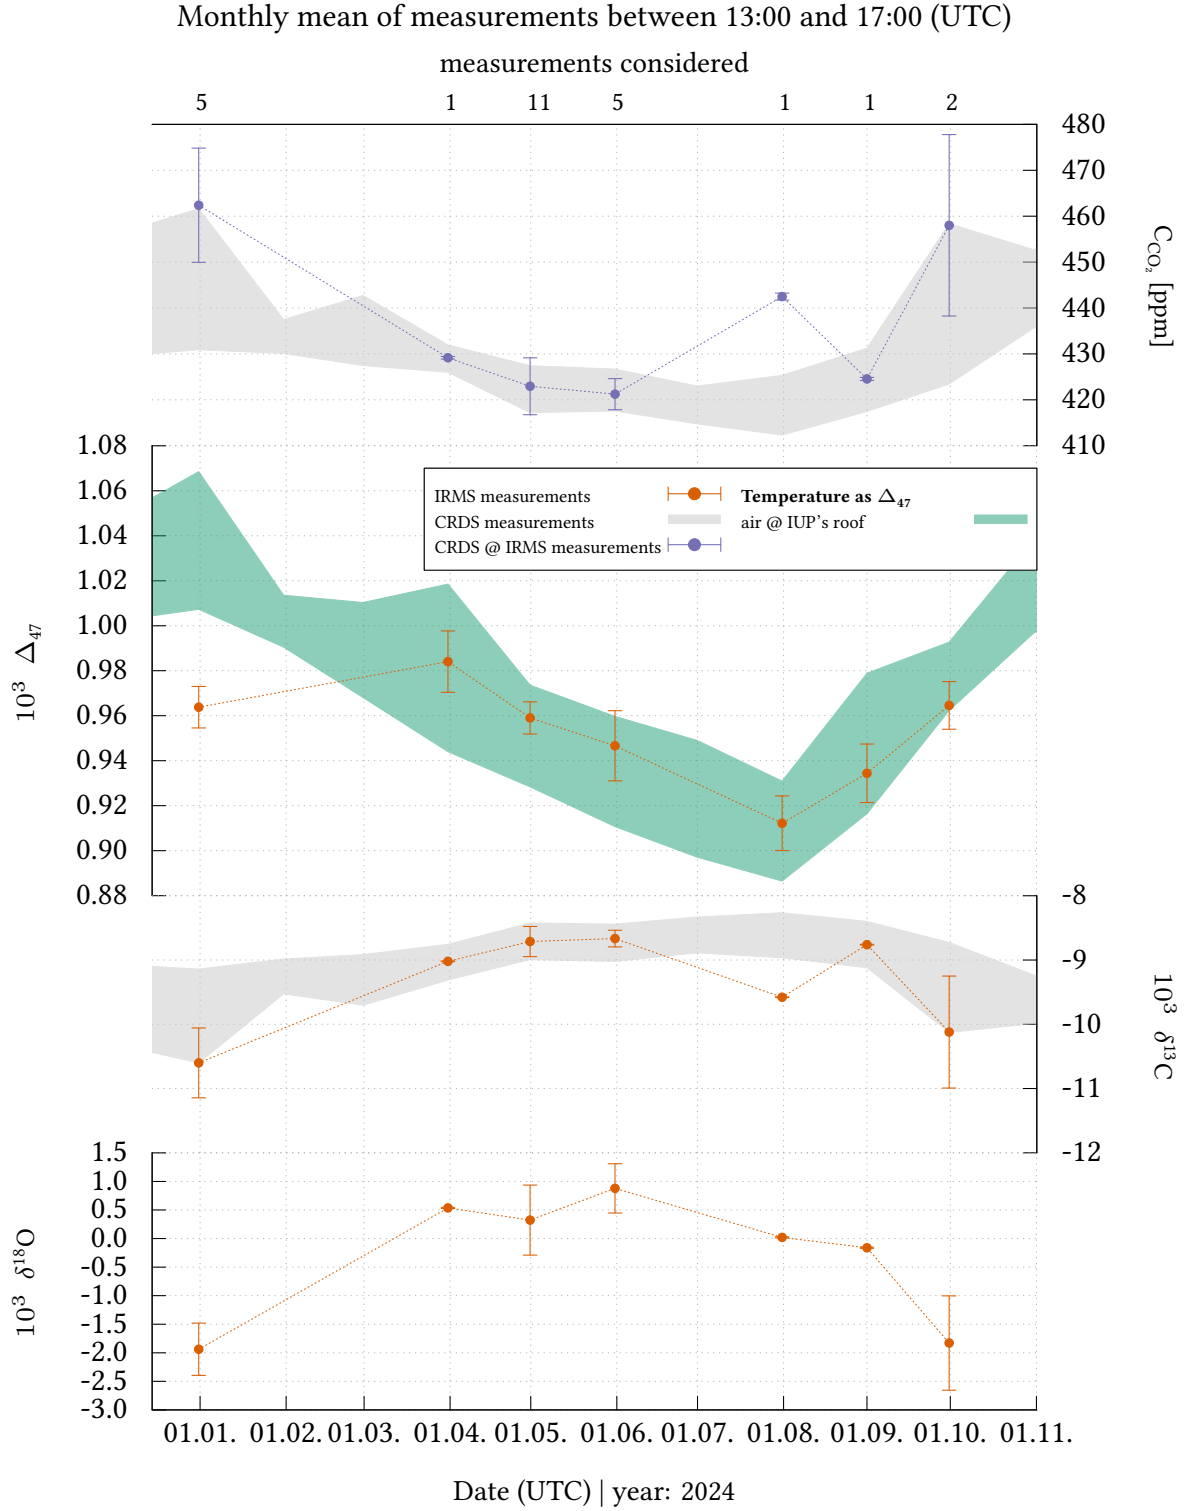 Monthly mean of measurements between 13:00 and 17:00 (UTC)
measurements considered
5 1 11 5 1 1 2
480
470
460
450
440
430
420
410
C_CO₂ [ppm]
1.08
1.06
1.04
1.02
1.00
0.98
0.96
0.94
0.92
0.90
0.88
10³ Δ₄₇
IRMS measurements
CRDS measurements
CRDS @ IRMS measurements
Temperature as Δ₄₇
air @ IUP's roof
-8
-9
-10
-11
-12
10³ δ¹³C
1.5
1.0
0.5
0.0
-0.5
-1.0
-1.5
-2.0
-2.5
-3.0
10³ δ¹⁸O
01.01. 01.02. 01.03. 01.04. 01.05. 01.06. 01.07. 01.08. 01.09. 01.10. 01.11.
Date (UTC) | year: 2024